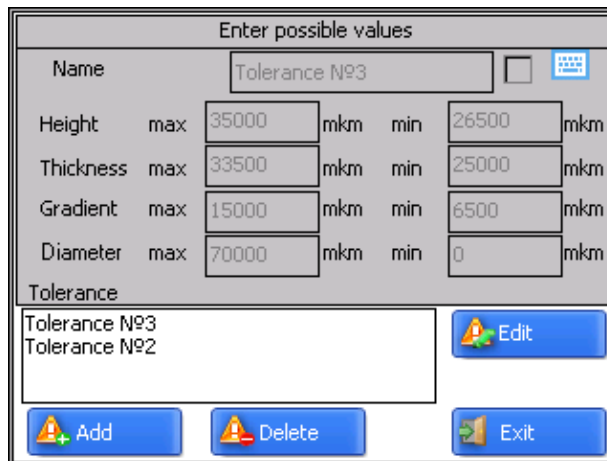 Enter possible values
Name Tolerance №3
Height max 35000 mkm min 26500 mkm
Thickness max 33500 mkm min 25000 mkm
Gradient max 15000 mkm min 6500 mkm
Diameter max 70000 mkm min 0 mkm
Tolerance
Tolerance №3
Tolerance №2
Edit
Add Delete Exit